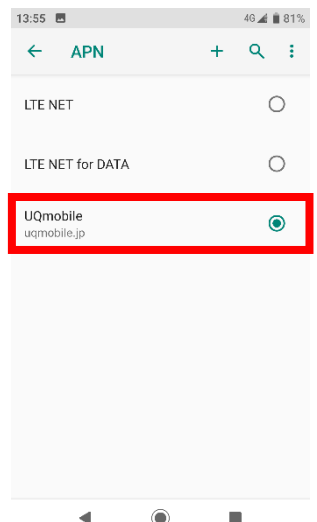 13:55 4G 81%
APN
LTE NET
LTE NET for DATA
UQmobile
uqmobile.jp